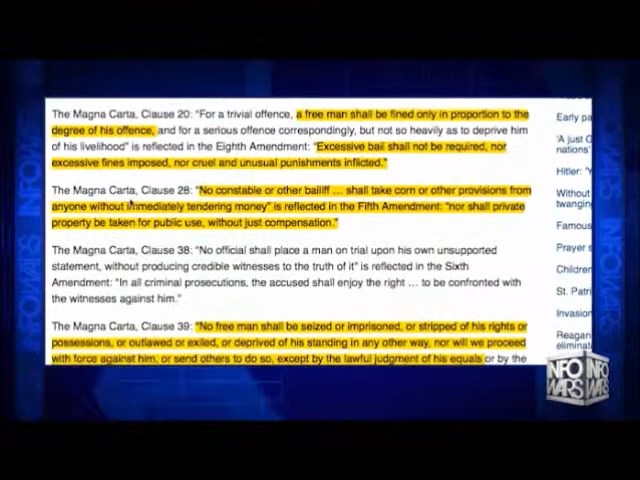 The Magna Carta, Clause 20: "For a trivial offence, a free man shall be fined only in proportion to the
degree of his offence, and for a serious offence correspondingly, but not so heavily as to deprive him
of his livelihood" is reflected in the Eighth Amendment: "Excessive bail shall not be required, nor
excessive fines imposed, nor cruel and unusual punishments inflicted."
The Magna Carta, Clause 28: "No constable or other bailiff ... shall take corn or other provisions from
anyone without immediately tendering money" is reflected in the Fifth Amendment: "nor shall private
property be taken for public use, without just compensation."
The Magna Carta, Clause 38: "No official shall place a man on trial upon his own unsupported
statement, without producing credible witnesses to the truth of it" is reflected in the Sixth
Amendment: "In all criminal prosecutions, the accused shall enjoy the right ... to be confronted with
the witnesses against him."
The Magna Carta, Clause 39: "No free man shall be seized or imprisoned, or stripped of his rights or
possessions, or outlawed or exiled, or deprived of his standing in any other way, nor will we proceed
with force against him, or send others to do so, except by the lawful judgment of his equals or by the
Early pa
'A just G
nations'
Hitler: 'Y
Without
twanging
Famous
Prayer s
Children
St. Patri
Invasion
Reagan
eliminate
INFO INFO
WARS WARS
INFO WARS
INFO WARS